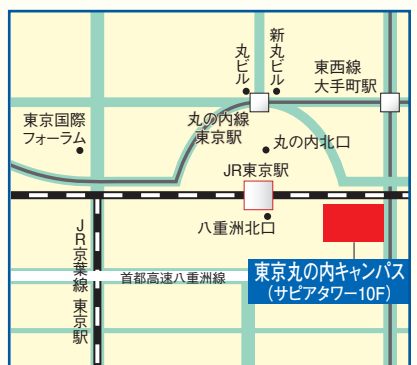 丸ビル
新丸ビル
東西線
大手町駅
東京国際
フォーラム
丸の内線
東京駅
丸の内北口
JR東京駅
八重洲北口
JR京葉線 東京駅
首都高速八重洲線
東京丸の内キャンパス
(サピアタワー10F)